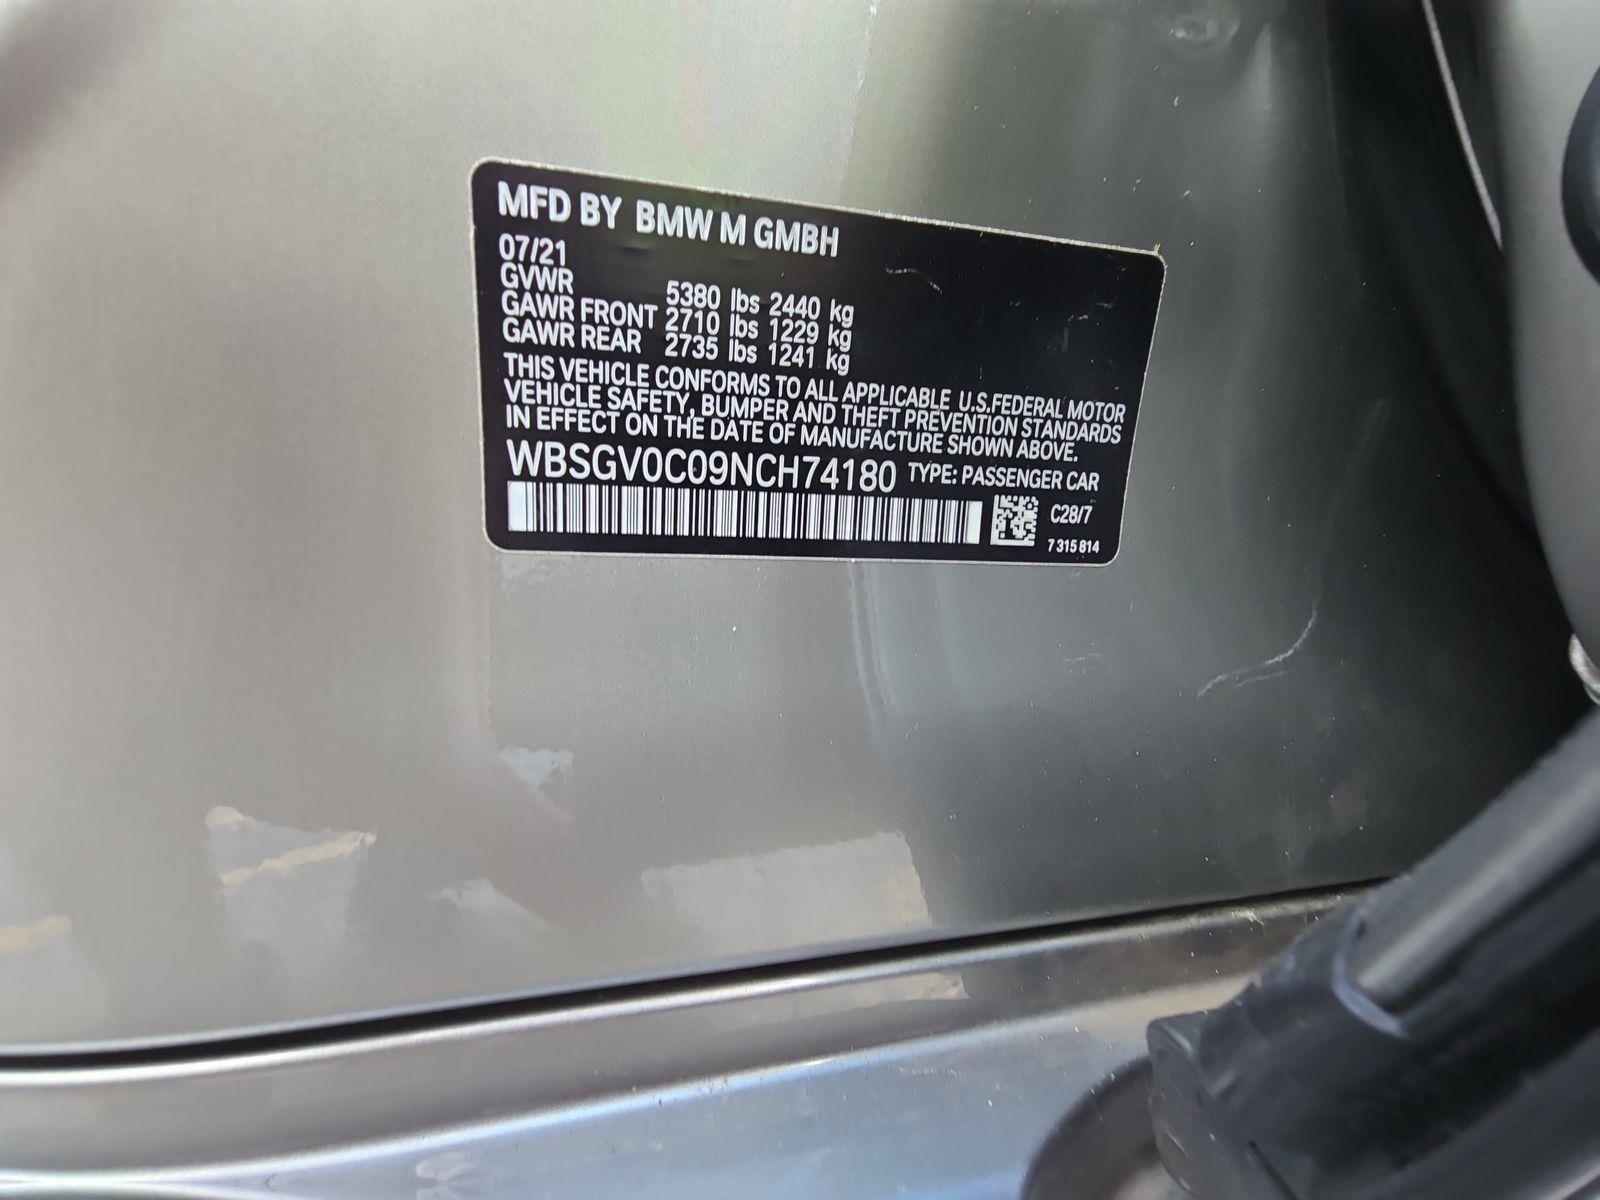 MFD BY BMW M GMBH
07/21
GVWR 5380 lbs 2440 kg
GAWR FRONT 2710 lbs 1229 kg
GAWR REAR 2735 lbs 1241 kg
THIS VEHICLE CONFORMS TO ALL APPLICABLE U.S.FEDERAL MOTOR
VEHICLE SAFETY, BUMPER AND THEFT PREVENTION STANDARDS
IN EFFECT ON THE DATE OF MANUFACTURE SHOWN ABOVE.
WBSGV0C09NCH74180 TYPE: PASSENGER CAR
C28/7
7 315 814